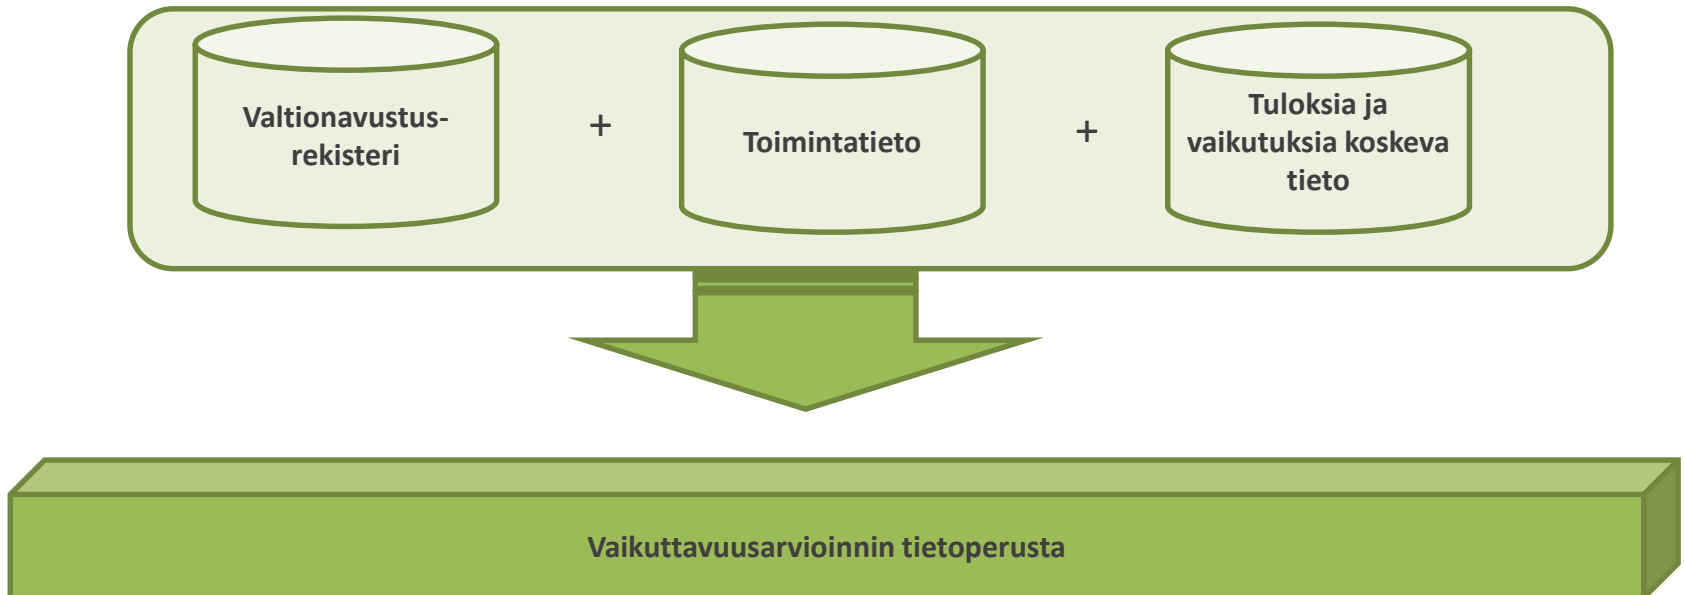 Valtionavustus-
rekisteri
+
Toimintatieto
+
Tuloksia ja
vaikutuksia koskeva
tieto
Vaikuttavuusarvioinnin tietoperusta